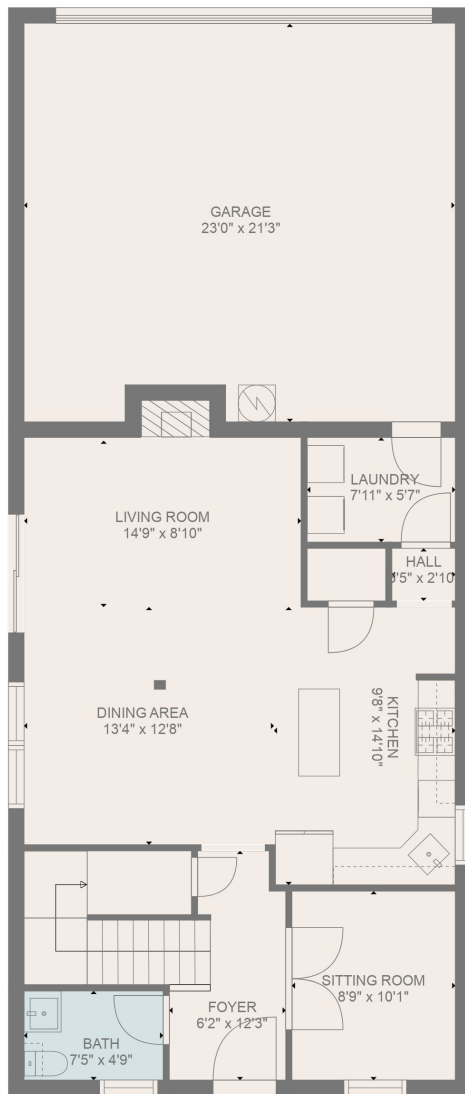 GARAGE
23'0" x 21'3"
LAUNDRY
7'11" x 5'7"
LIVING ROOM
14'9" x 8'10"
HALL
2'10
KITCHEN
9'8" x 14'10"
DINING AREA
13'4" x 12'8"
SITTING ROOM
8'9" x 10'1"
FOYER
6'2" x 12'3"
BATH
7'5" x 4'9"